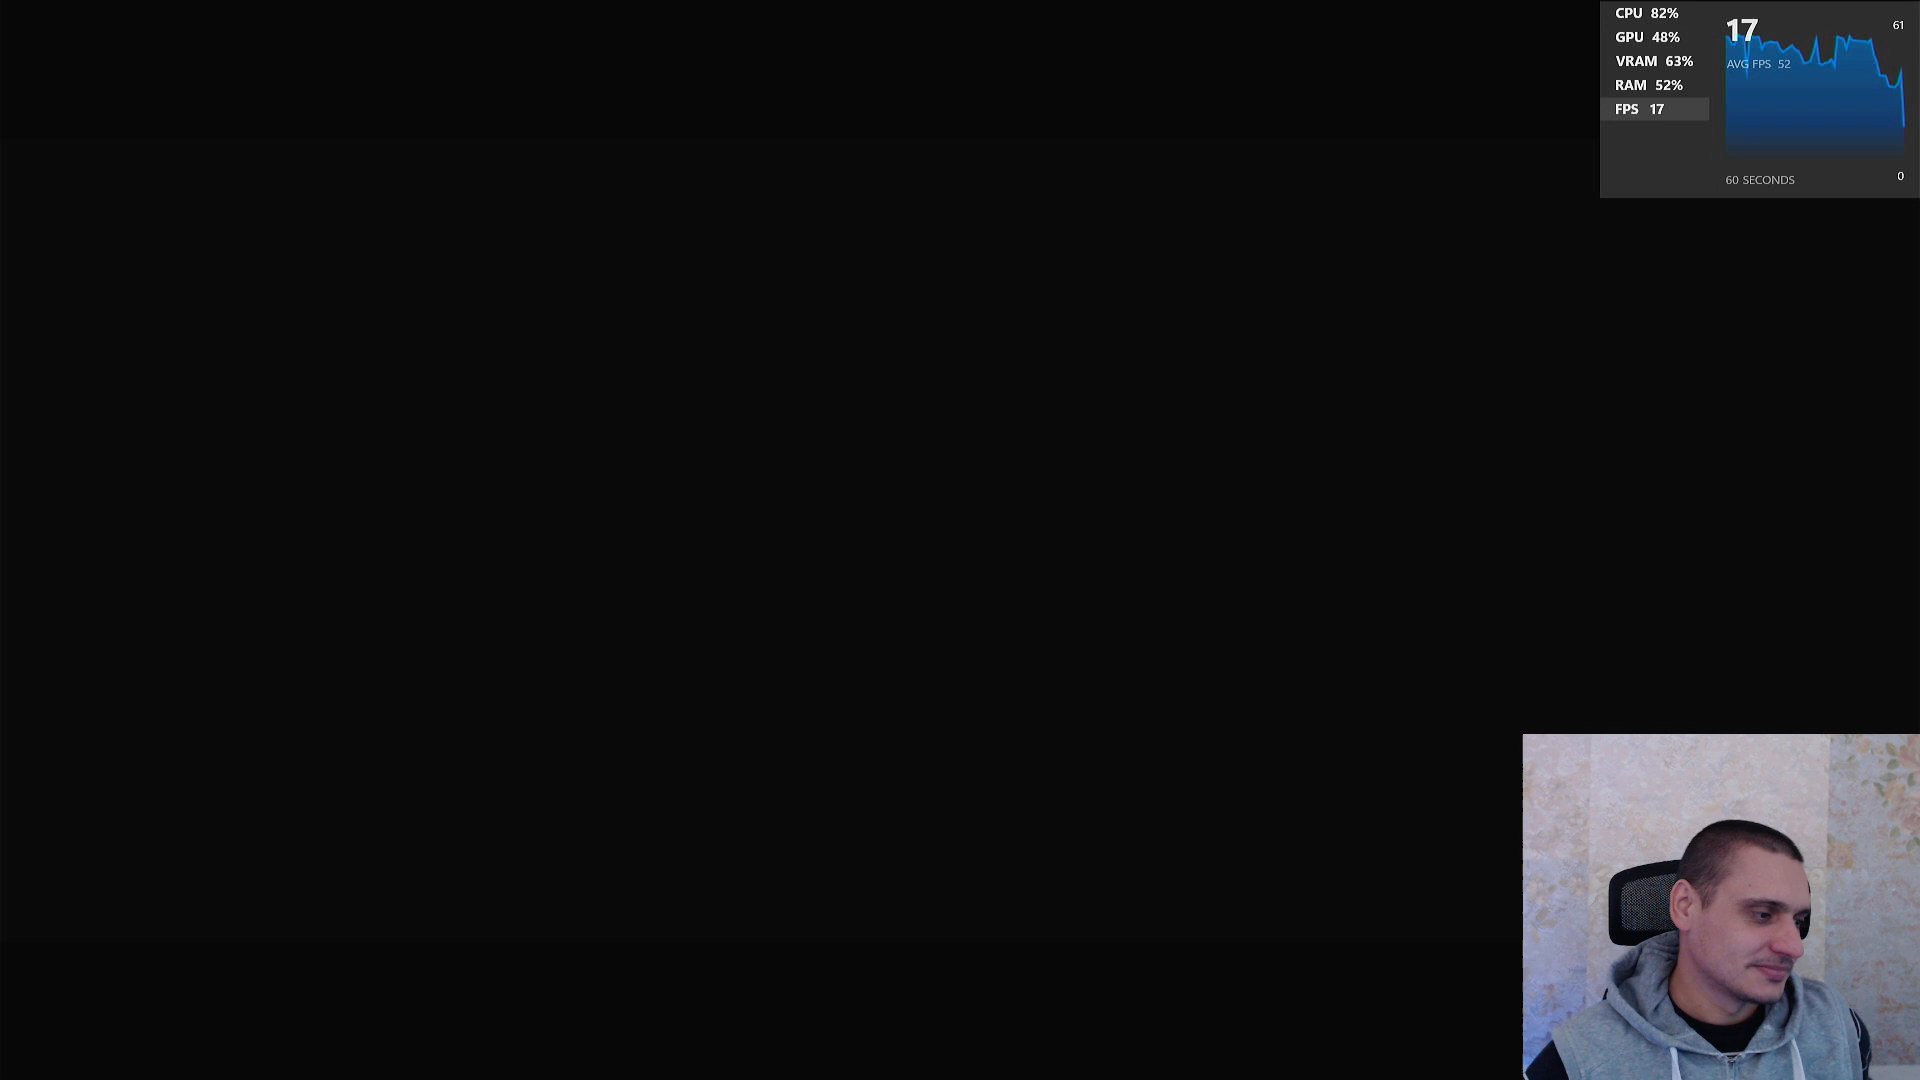 CPU 82%
GPU 48%
VRAM 63%
RAM 52%
FPS 17
17
61
AVG FPS 52
60 SECONDS
0